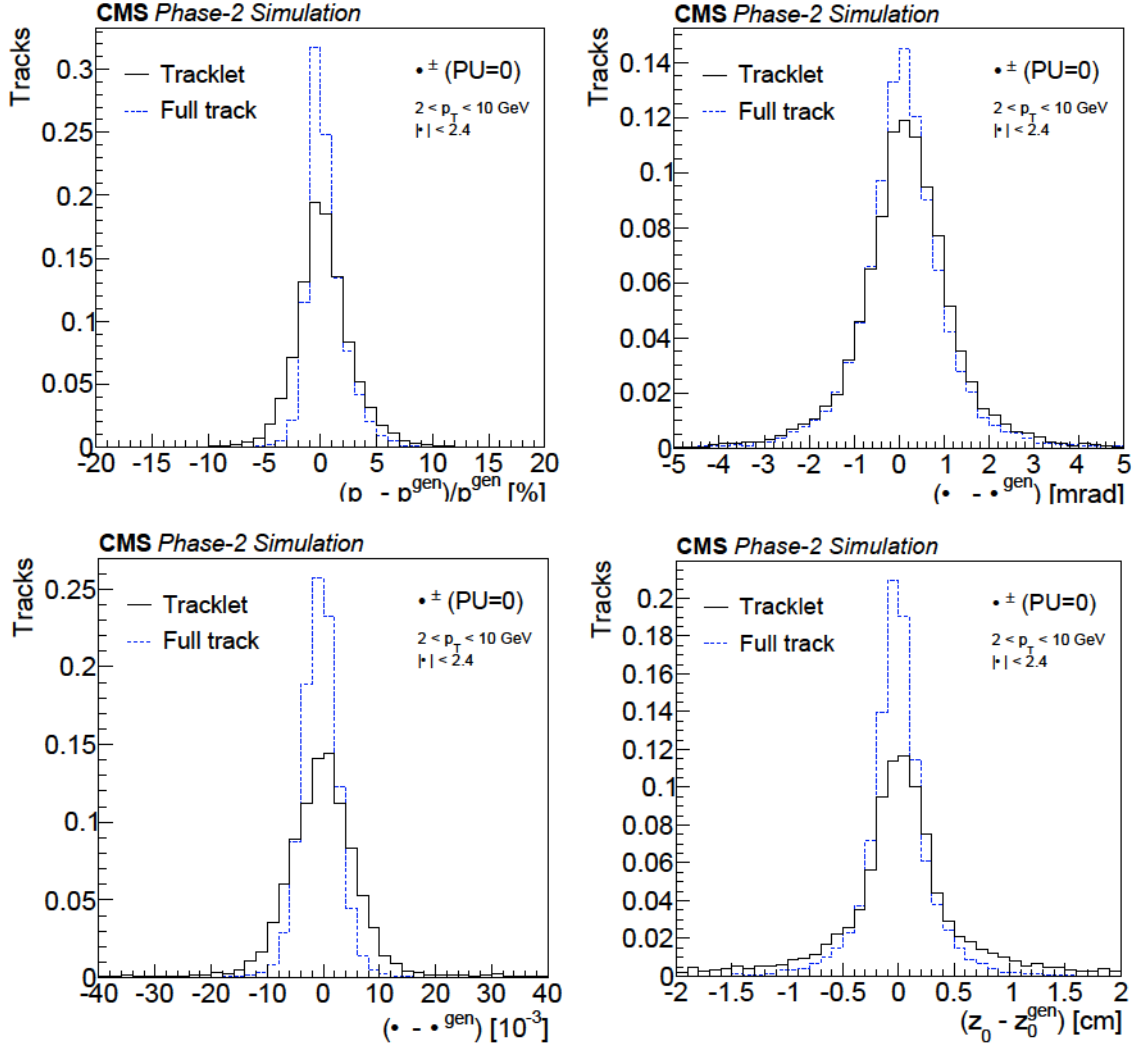 CMS Phase-2 Simulation
Tracks
Tracklet
Full track
•± (PU=0)
2 < pT < 10 GeV
|•| < 2.4
0.3
0.25
0.2
0.15
0.1
0.05
0
-20 -15 -10 -5 0 5 10 15 20
(p - pgen)/pgen [%]
CMS Phase-2 Simulation
Tracks
Tracklet
Full track
•± (PU=0)
2 < pT < 10 GeV
|•| < 2.4
0.14
0.12
0.1
0.08
0.06
0.04
0.02
0
-5 -4 -3 -2 -1 0 1 2 3 4 5
(• - •gen) [mrad]
CMS Phase-2 Simulation
Tracks
Tracklet
Full track
•± (PU=0)
2 < pT < 10 GeV
|•| < 2.4
0.25
0.2
0.15
0.1
0.05
0
-40 -30 -20 -10 0 10 20 30 40
(• - •gen) [10-3]
CMS Phase-2 Simulation
Tracks
Tracklet
Full track
•± (PU=0)
2 < pT < 10 GeV
|•| < 2.4
0.2
0.18
0.16
0.14
0.12
0.1
0.08
0.06
0.04
0.02
0
-2 -1.5 -1 -0.5 0 0.5 1 1.5 2
(z0 - z0gen) [cm]